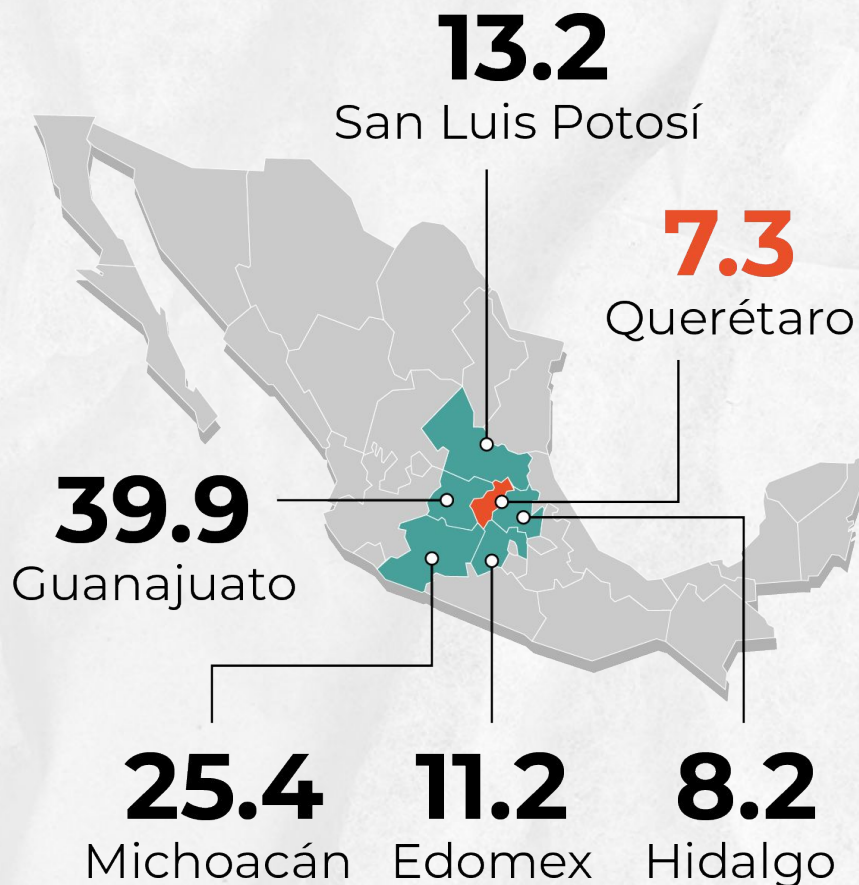 13.2
San Luis Potosí
7.3
Querétaro
39.9
Guanajuato
25.4
Michoacán
11.2
Edomex
8.2
Hidalgo